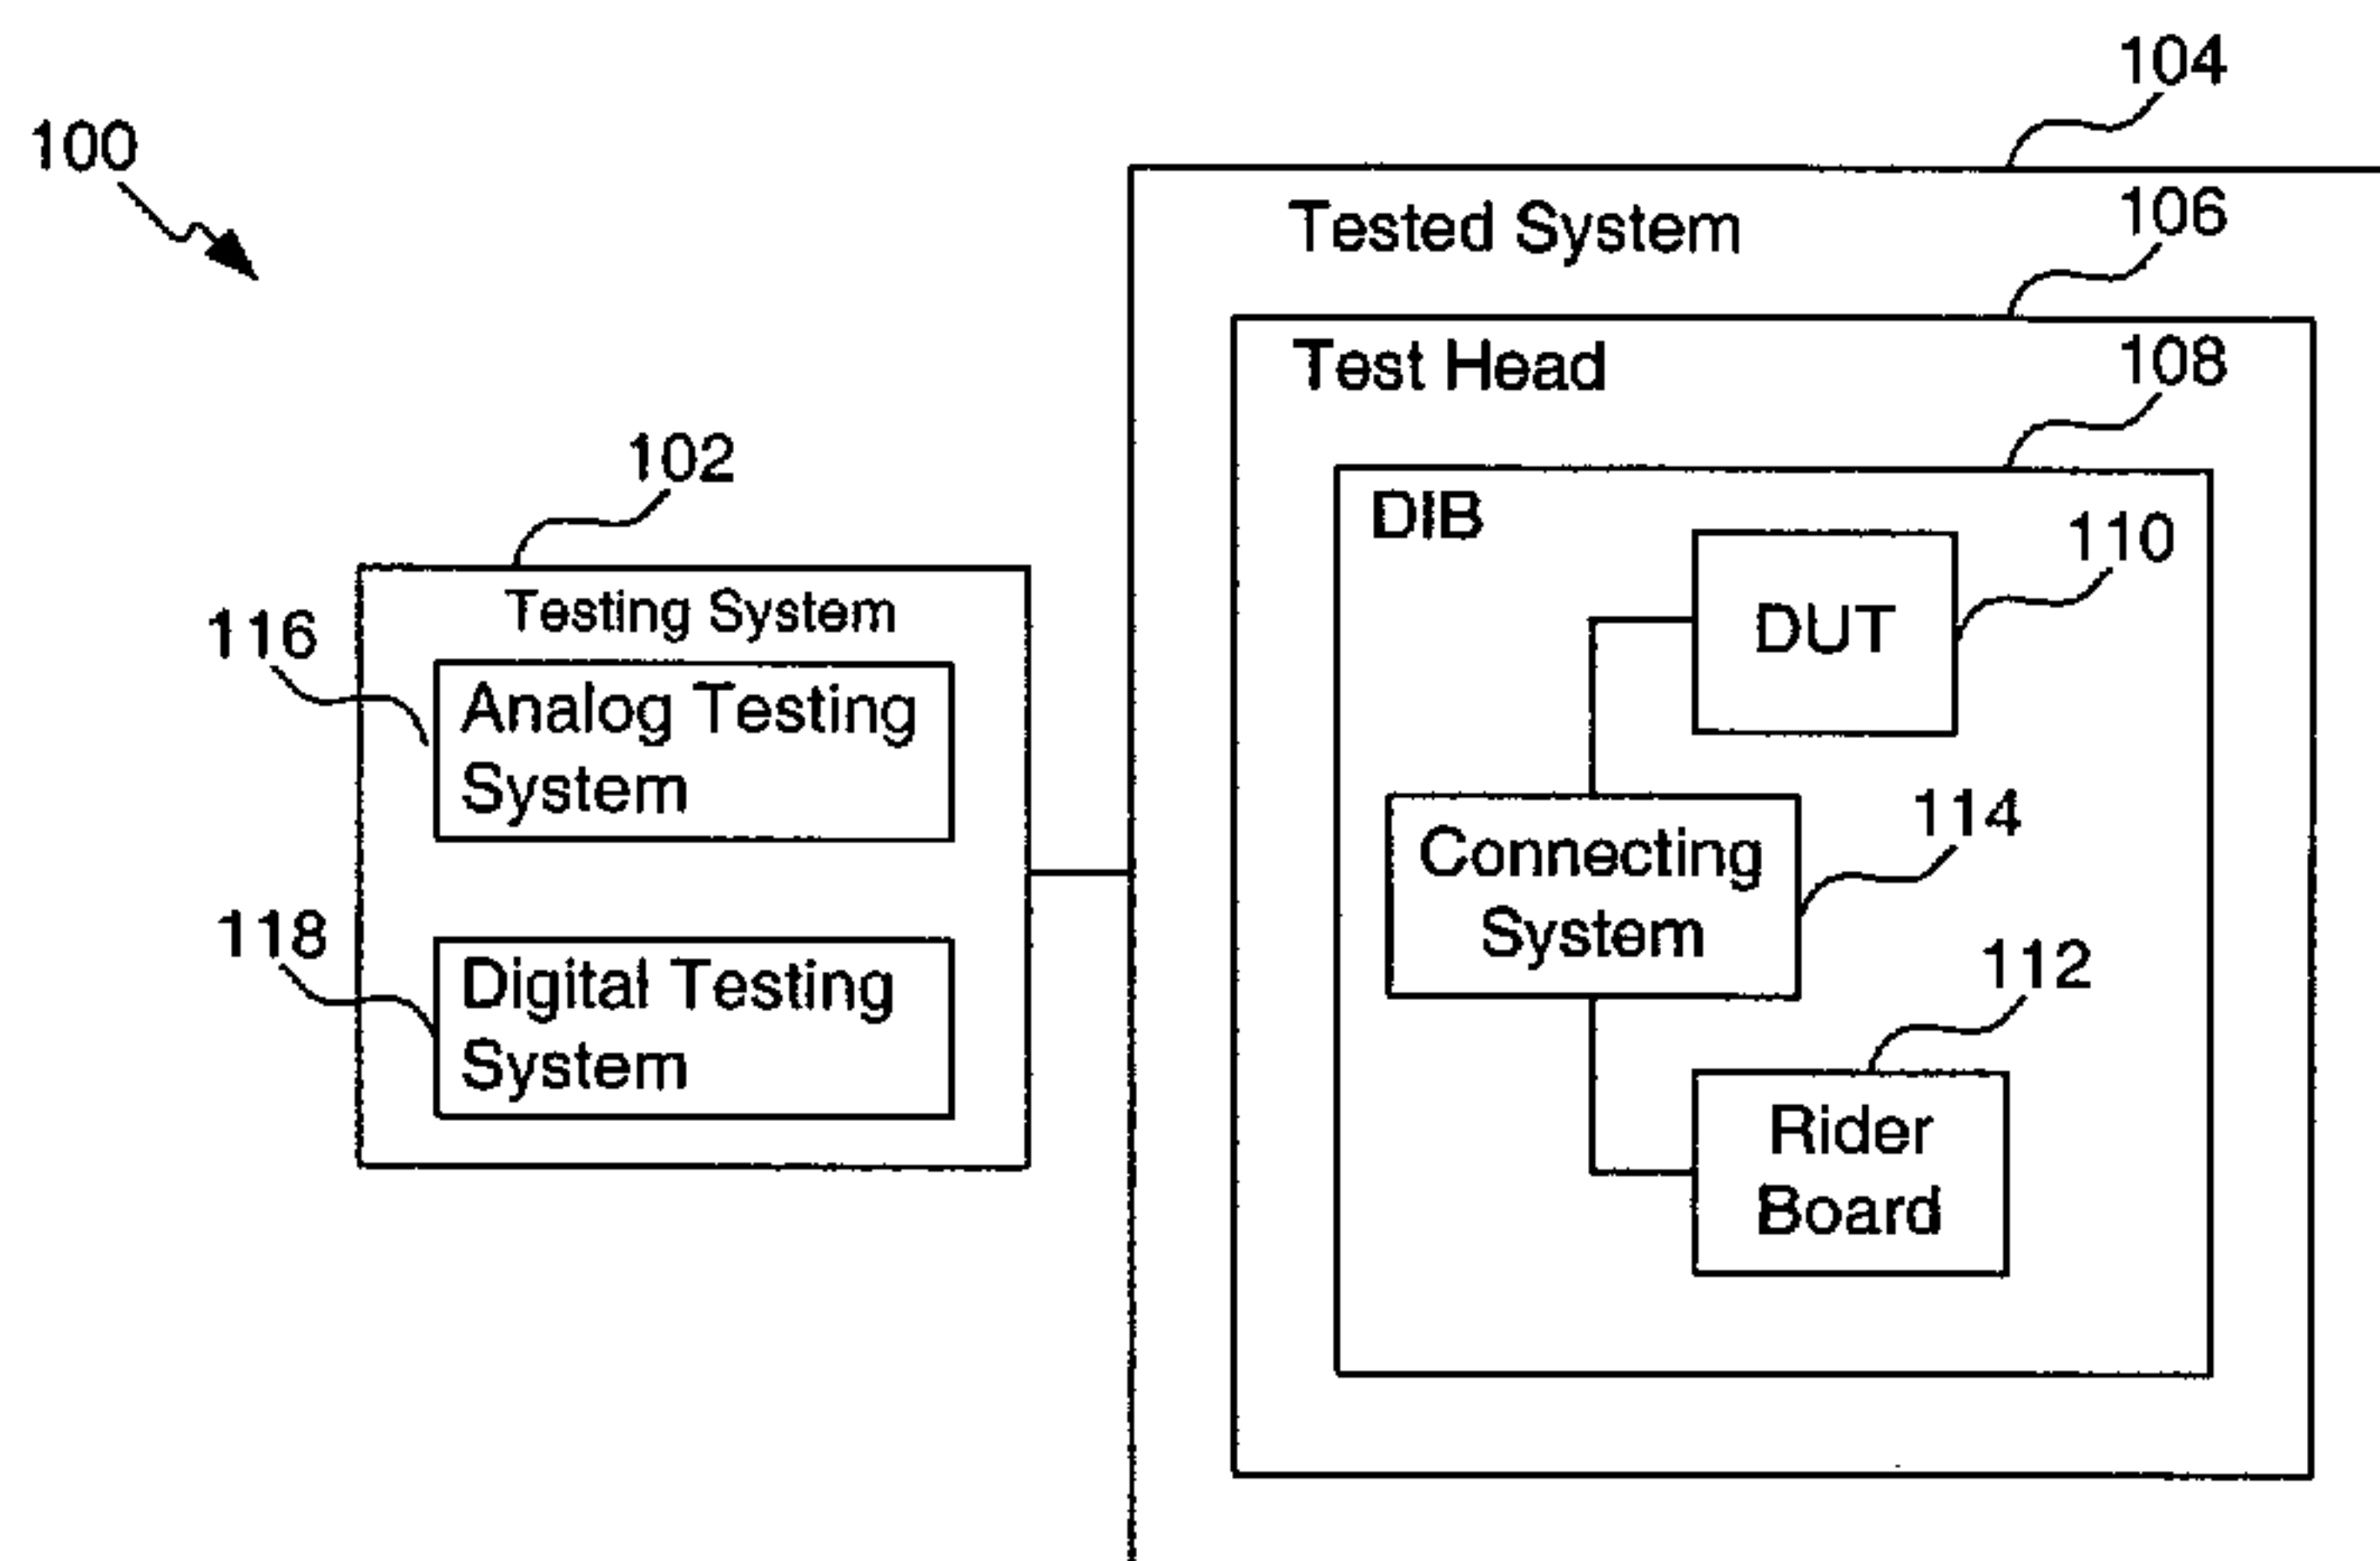 104
100
Tested System
106
Test Head
108
102
DIB
110
Testing System
DUT
116
Analog Testing
System
114
Connecting
System
118
Digital Testing
System
112
Rider
Board